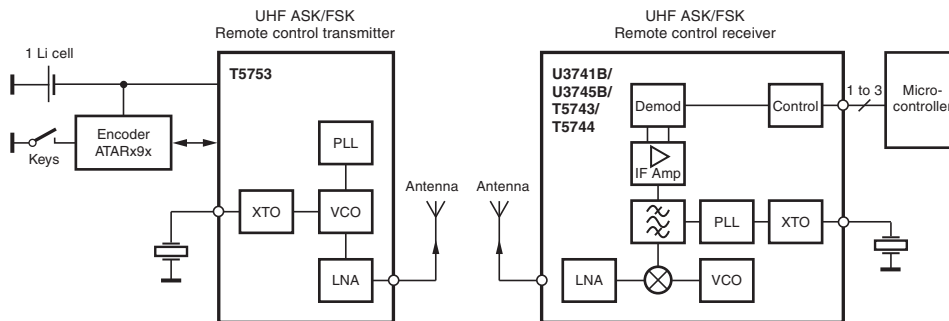 UHF ASK/FSK
Remote control transmitter
1 Li cell
T5753
Encoder
ATARx9x
Keys
PLL
XTO
VCO
LNA
Antenna
UHF ASK/FSK
Remote control receiver
U3741B/
U3745B/
T5743/
T5744
Demod
Control
1 to 3
Micro-
controller
IF Amp
Antenna
PLL
XTO
LNA
VCO